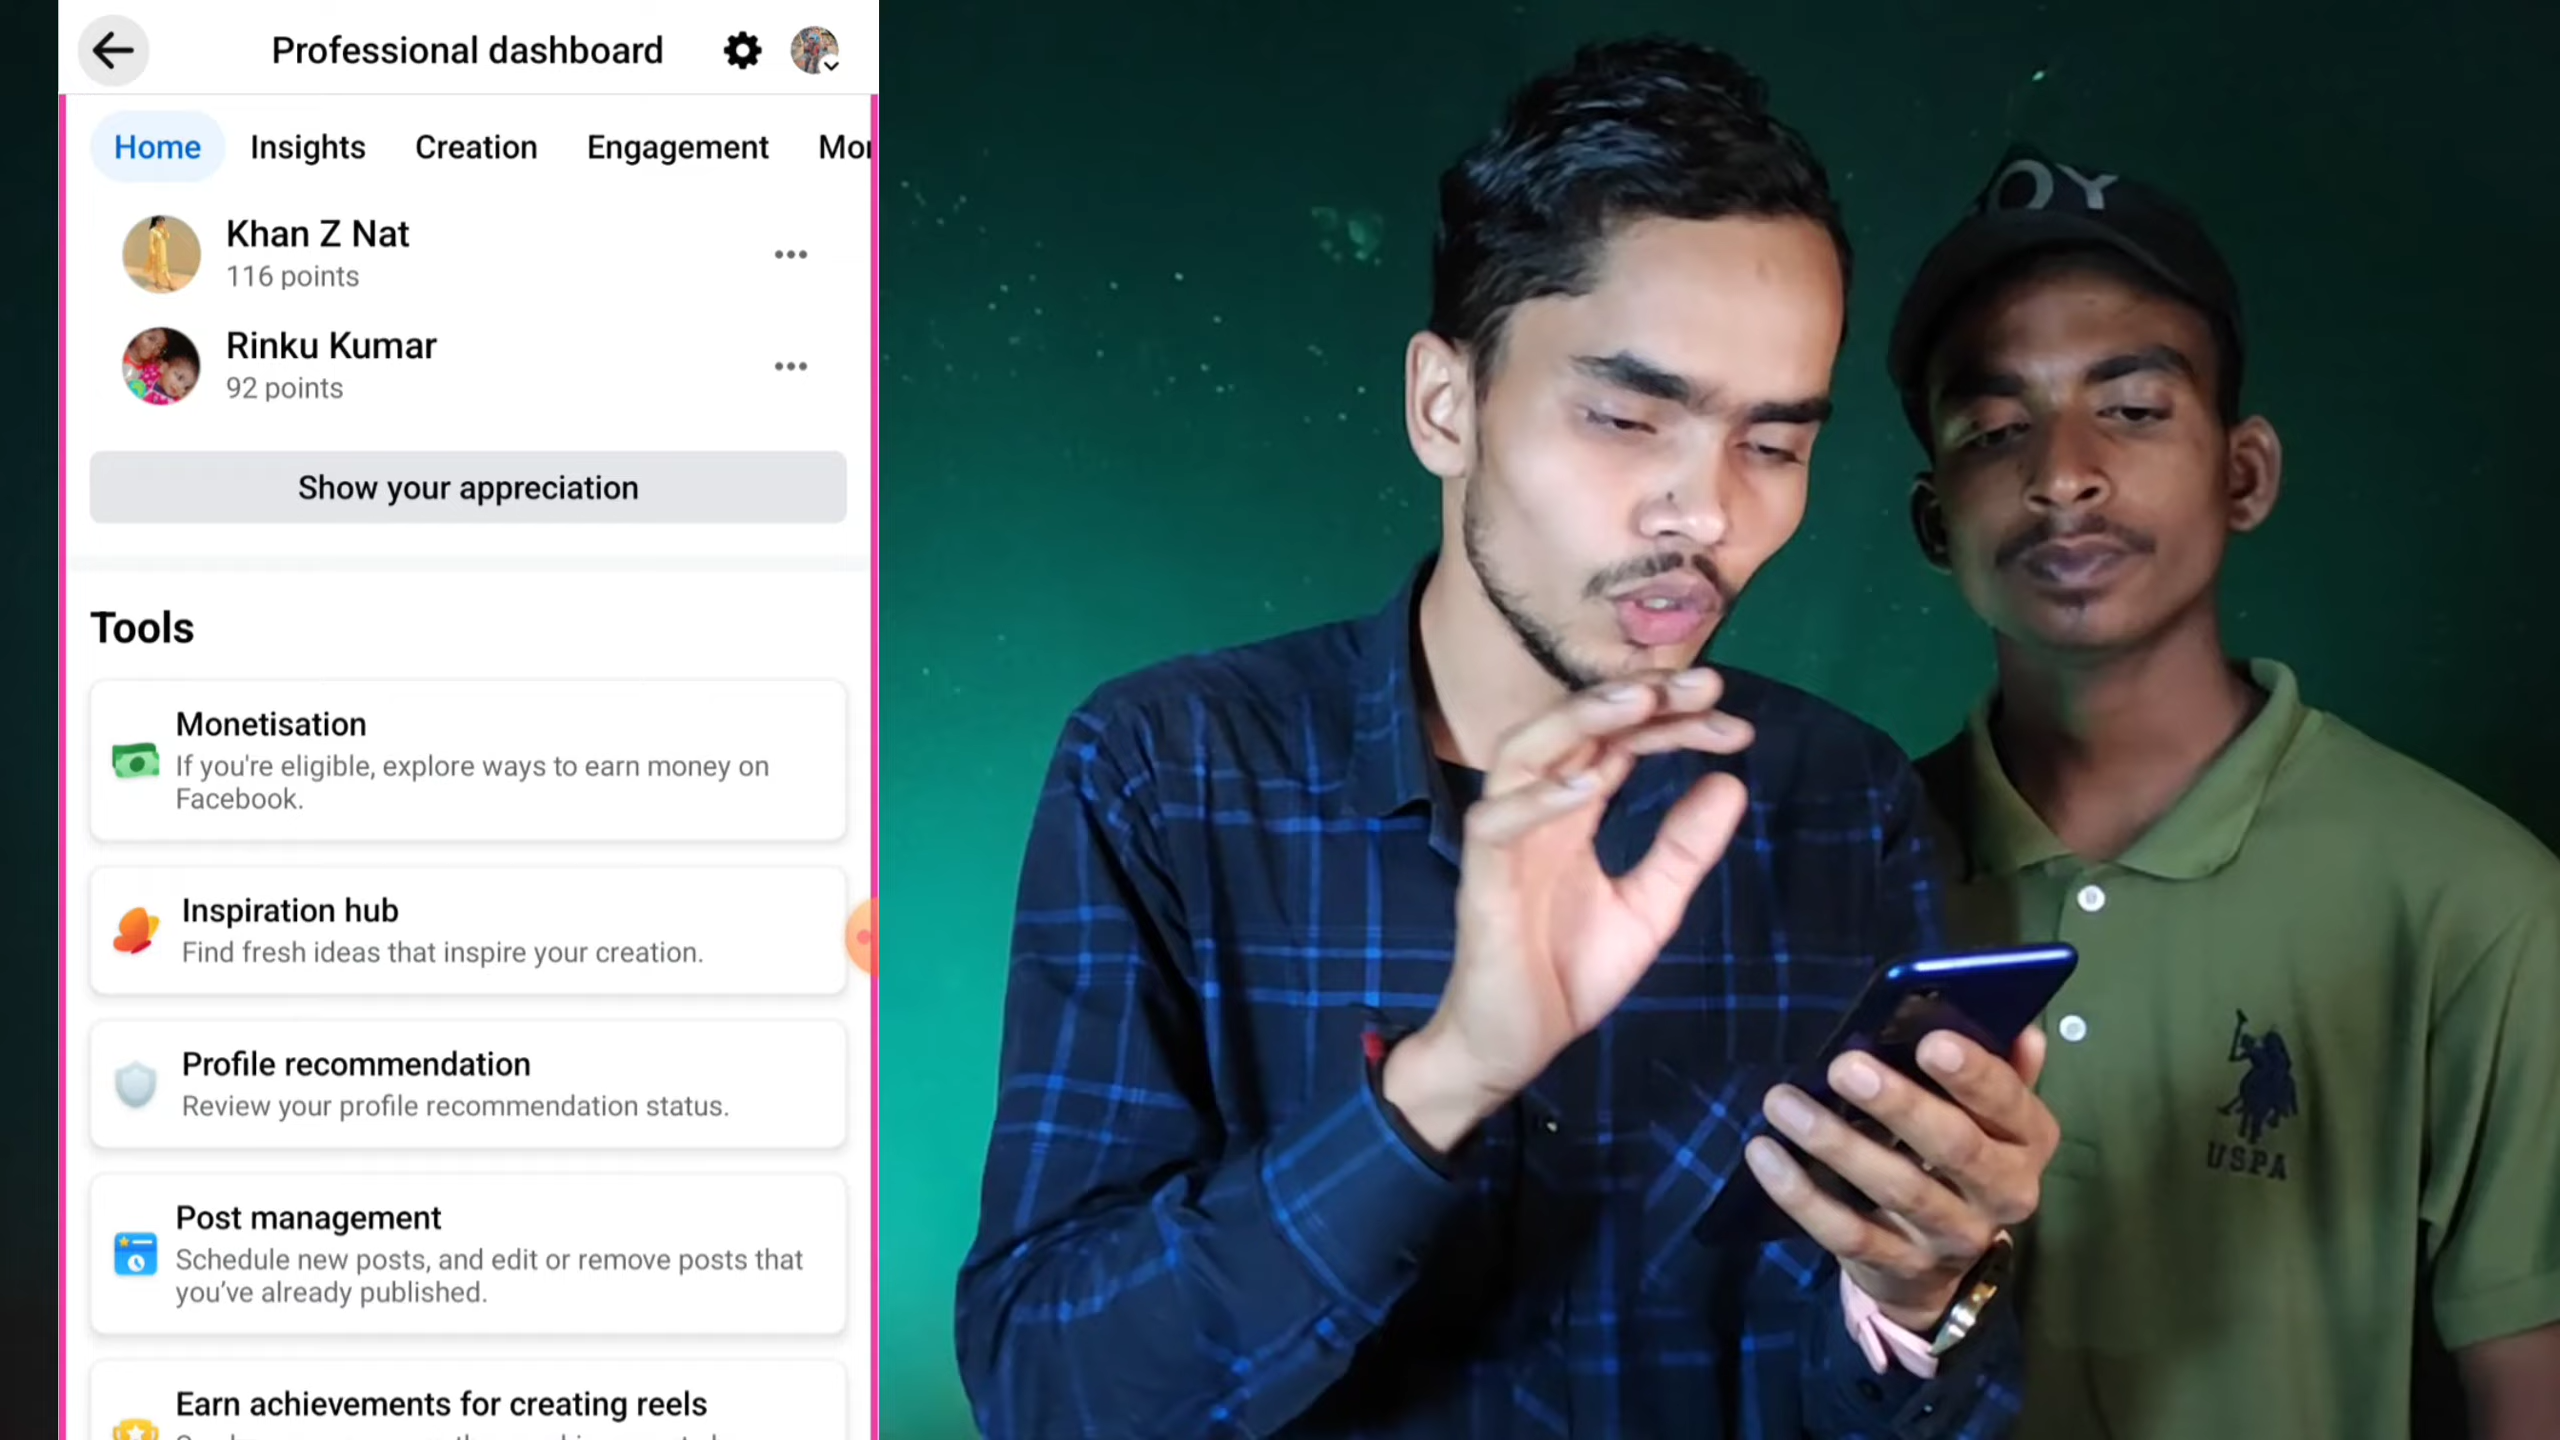 Professional dashboard
Home
Insights
Creation
Engagement
Khan Z Nat
116 points
Rinku Kumar
92 points
Show your appreciation
Tools
Monetisation
If you're eligible, explore ways to earn money on
Facebook.
Inspiration hub
Find fresh ideas that inspire your creation.
Profile recommendation
Review your profile recommendation status.
Post management
Schedule new posts, and edit or remove posts that
you've already published.
Earn achievements for creating reels
OY
USPA